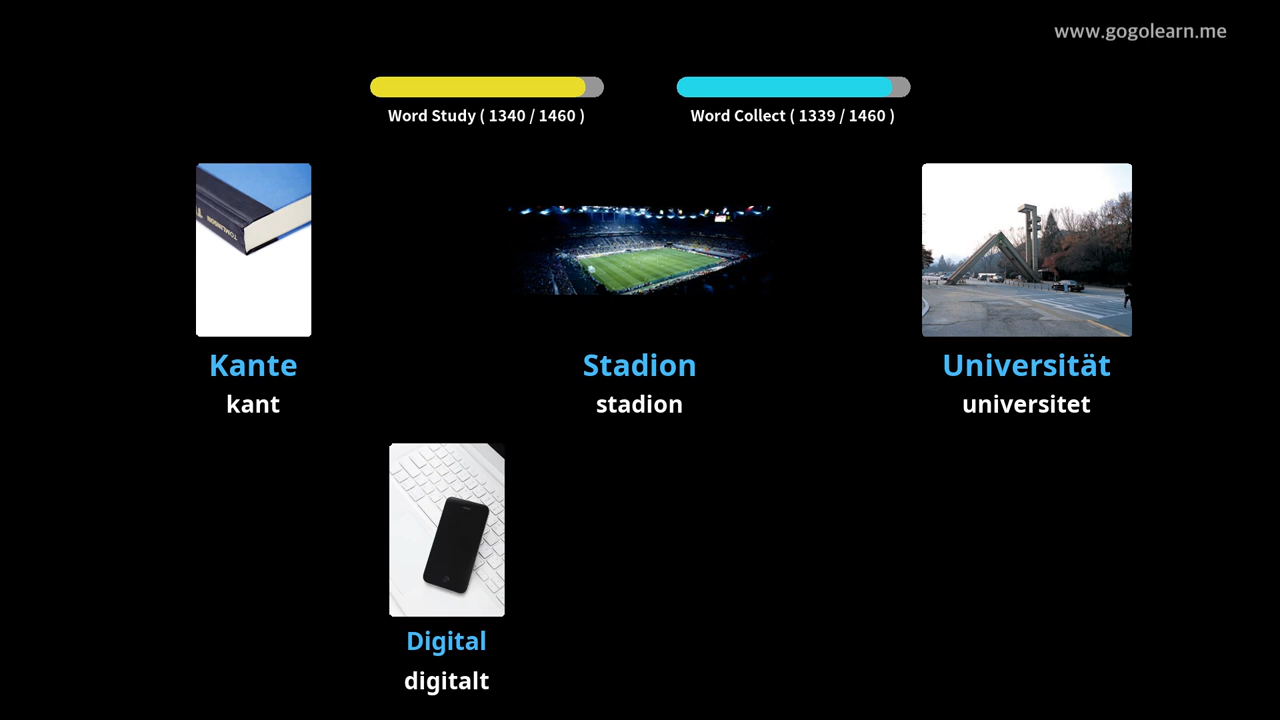 www.gogolearn.me
Word Study ( 1340 / 1460 )
Word Collect ( 1339 / 1460 )
TOMLINSON
Kante
Stadion
Universität
kant
stadion
universitet
Digital
digitalt